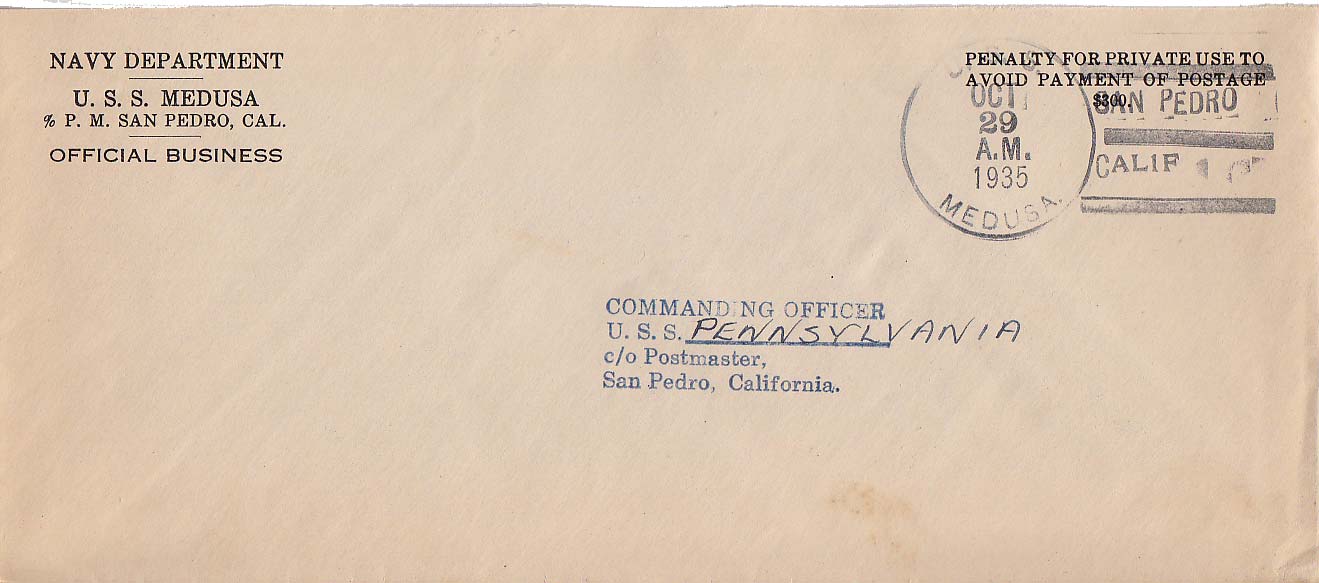 NAVY DEPARTMENT
U. S. S. MEDUSA
% P. M. SAN PEDRO, CAL.
OFFICIAL BUSINESS
PENALTY FOR PRIVATE USE TO
AVOID PAYMENT OF POSTAGE
$300.
U.S.S.
OCT
29
A.M.
1935
MEDUSA.
SAN PEDRO
CALIF
COMMANDING OFFICER
U. S. S. PENNSYLVANIA
c/o Postmaster,
San Pedro, California.